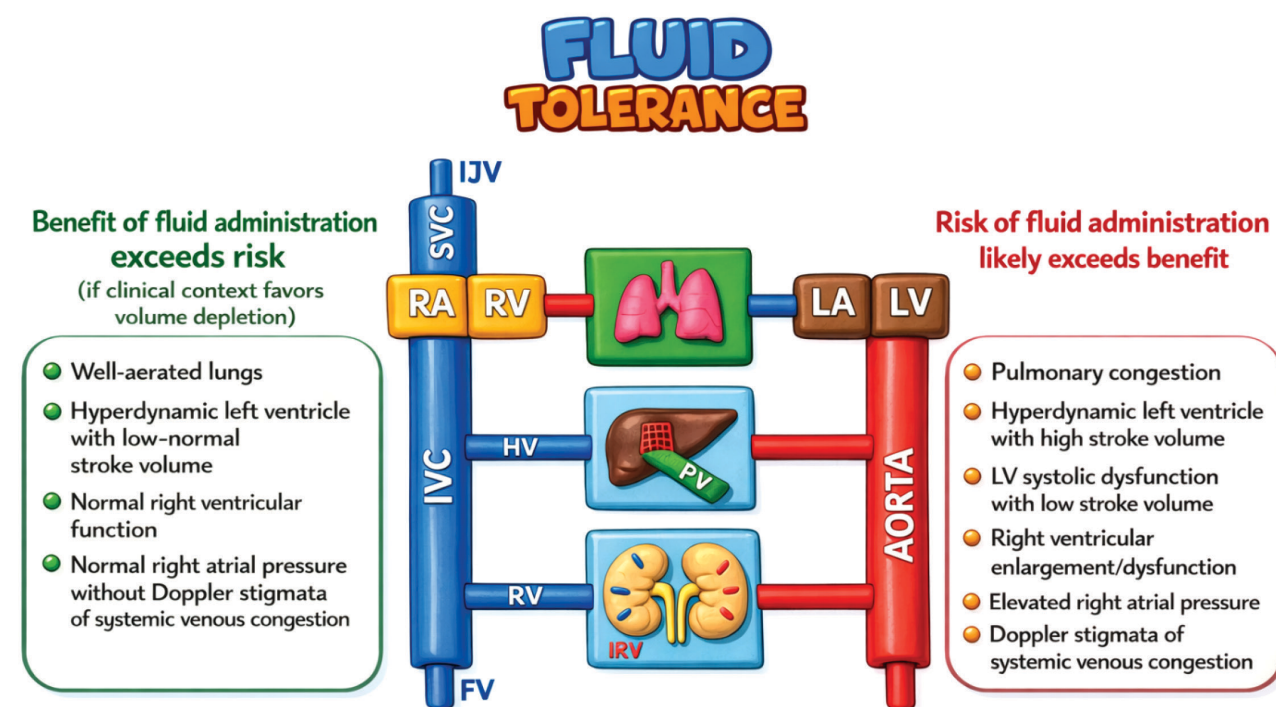 FLUID
TOLERANCE
Benefit of fluid administration
exceeds risk
(if clinical context favors
volume depletion)
Well-aerated lungs
Hyperdynamic left ventricle
with low-normal
stroke volume
Normal right ventricular
function
Normal right atrial pressure
without Doppler stigmata
of systemic venous congestion
IJV
SVC
RA
RV
LA
LV
IVC
HV
PV
RV
IRV
FV
AORTA
Risk of fluid administration
likely exceeds benefit
Pulmonary congestion
Hyperdynamic left ventricle
with high stroke volume
LV systolic dysfunction
with low stroke volume
Right ventricular
enlargement/dysfunction
Elevated right atrial pressure
Doppler stigmata of
systemic venous congestion